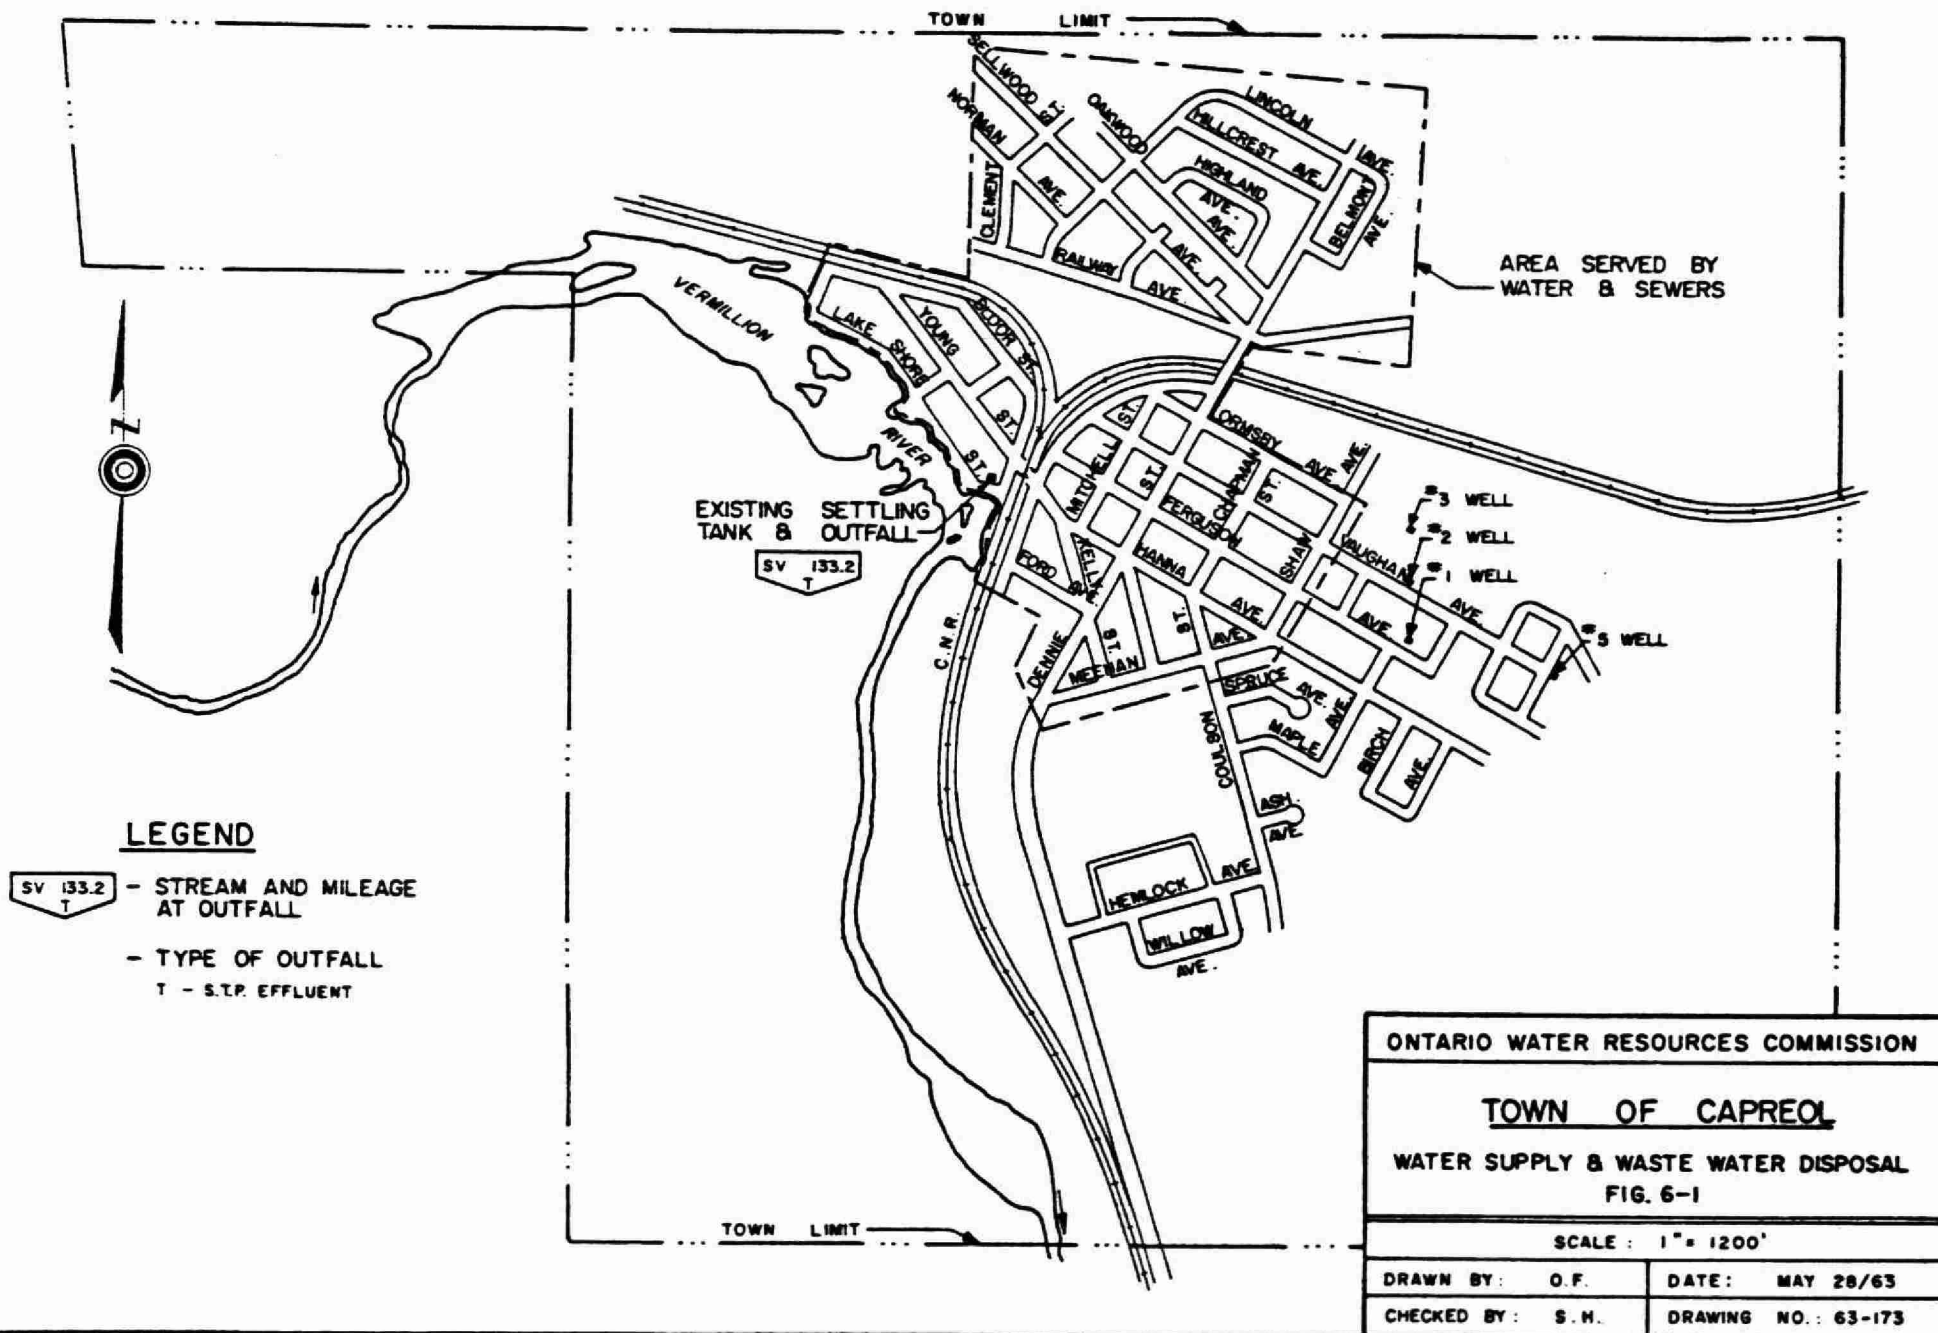 TOWN LIMIT
SELLWOOD ST.
NORMAN AVE.
CLEMENT
OAKWOOD AVE.
LINCOLN AVE.
HILLCREST AVE.
HIGHLAND AVE.
AVE.
BELMONT AVE.
RAILWAY AVE.
AREA SERVED BY
WATER & SEWERS
VERMILLION
RIVER
LAKE SHORE ST.
YOUNG ST.
BLOOR ST.
N
EXISTING SETTLING
TANK & OUTFALL
SV 133.2
T
ORMSBY AVE.
AVE.
MITCHELL ST.
ST.
CHAPMAN ST.
FERGUSON
SHAW
HANNA AVE.
KELLY ST.
FORD AVE.
VAUGHAN AVE.
AVE.
#3 WELL
#2 WELL
#1 WELL
#5 WELL
C.N.R.
DENNIE
ST.
MEEHAN AVE.
SPRUCE AVE.
MAPLE AVE.
BIRCH AVE.
COULSON
ASH
AVE.
HEMLOCK AVE.
WILLOW
AVE.
LEGEND
SV 133.2
T
- STREAM AND MILEAGE
AT OUTFALL
- TYPE OF OUTFALL
T - S.T.P. EFFLUENT
TOWN LIMIT
ONTARIO WATER RESOURCES COMMISSION
TOWN OF CAPREOL
WATER SUPPLY & WASTE WATER DISPOSAL
FIG. 6-1
SCALE : 1" = 1200'
DRAWN BY : O.F.
DATE : MAY 28/63
CHECKED BY : S.H.
DRAWING NO. : 63-173